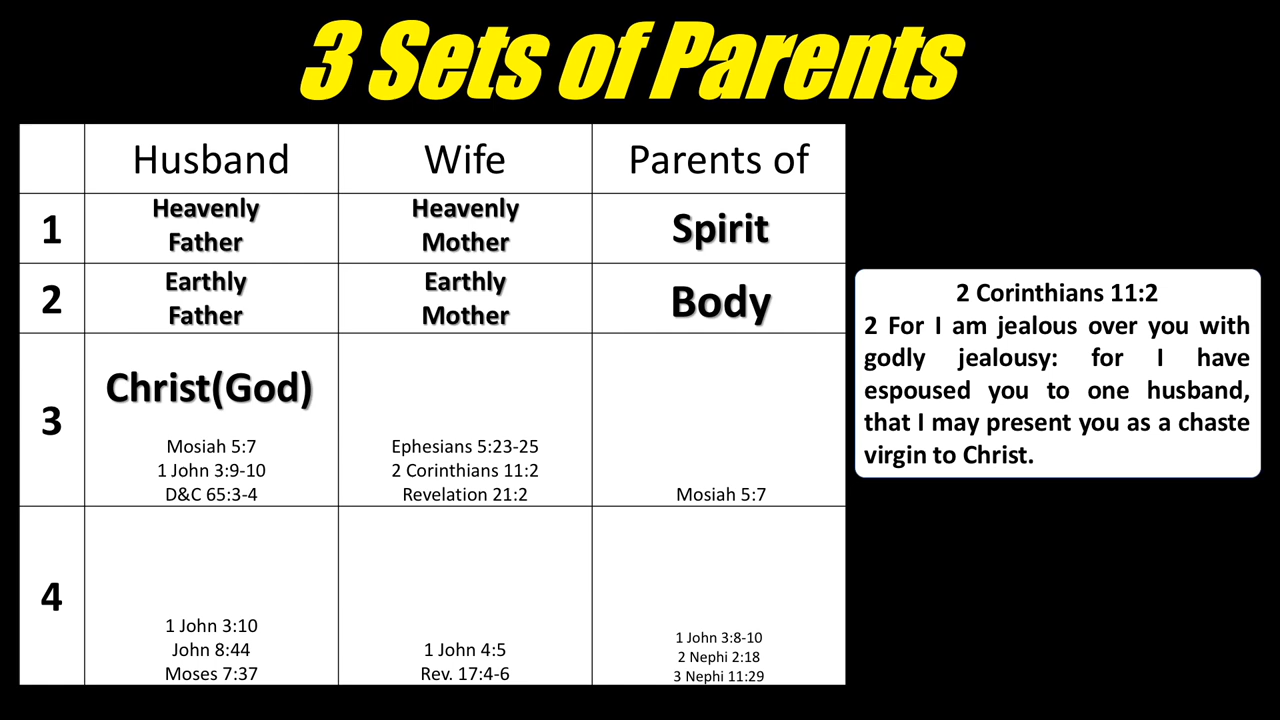 3 Sets of Parents
Husband
Wife
Parents of
1
Heavenly
Father
Heavenly
Mother
Spirit
2
Earthly
Father
Earthly
Mother
Body
3
Christ(God)
Mosiah 5:7
1 John 3:9-10
D&C 65:3-4
Ephesians 5:23-25
2 Corinthians 11:2
Revelation 21:2
Mosiah 5:7
4
1 John 3:10
John 8:44
Moses 7:37
1 John 4:5
Rev. 17:4-6
1 John 3:8-10
2 Nephi 2:18
3 Nephi 11:29
2 Corinthians 11:2
2 For I am jealous over you with
godly jealousy: for I have
espoused you to one husband,
that I may present you as a chaste
virgin to Christ.